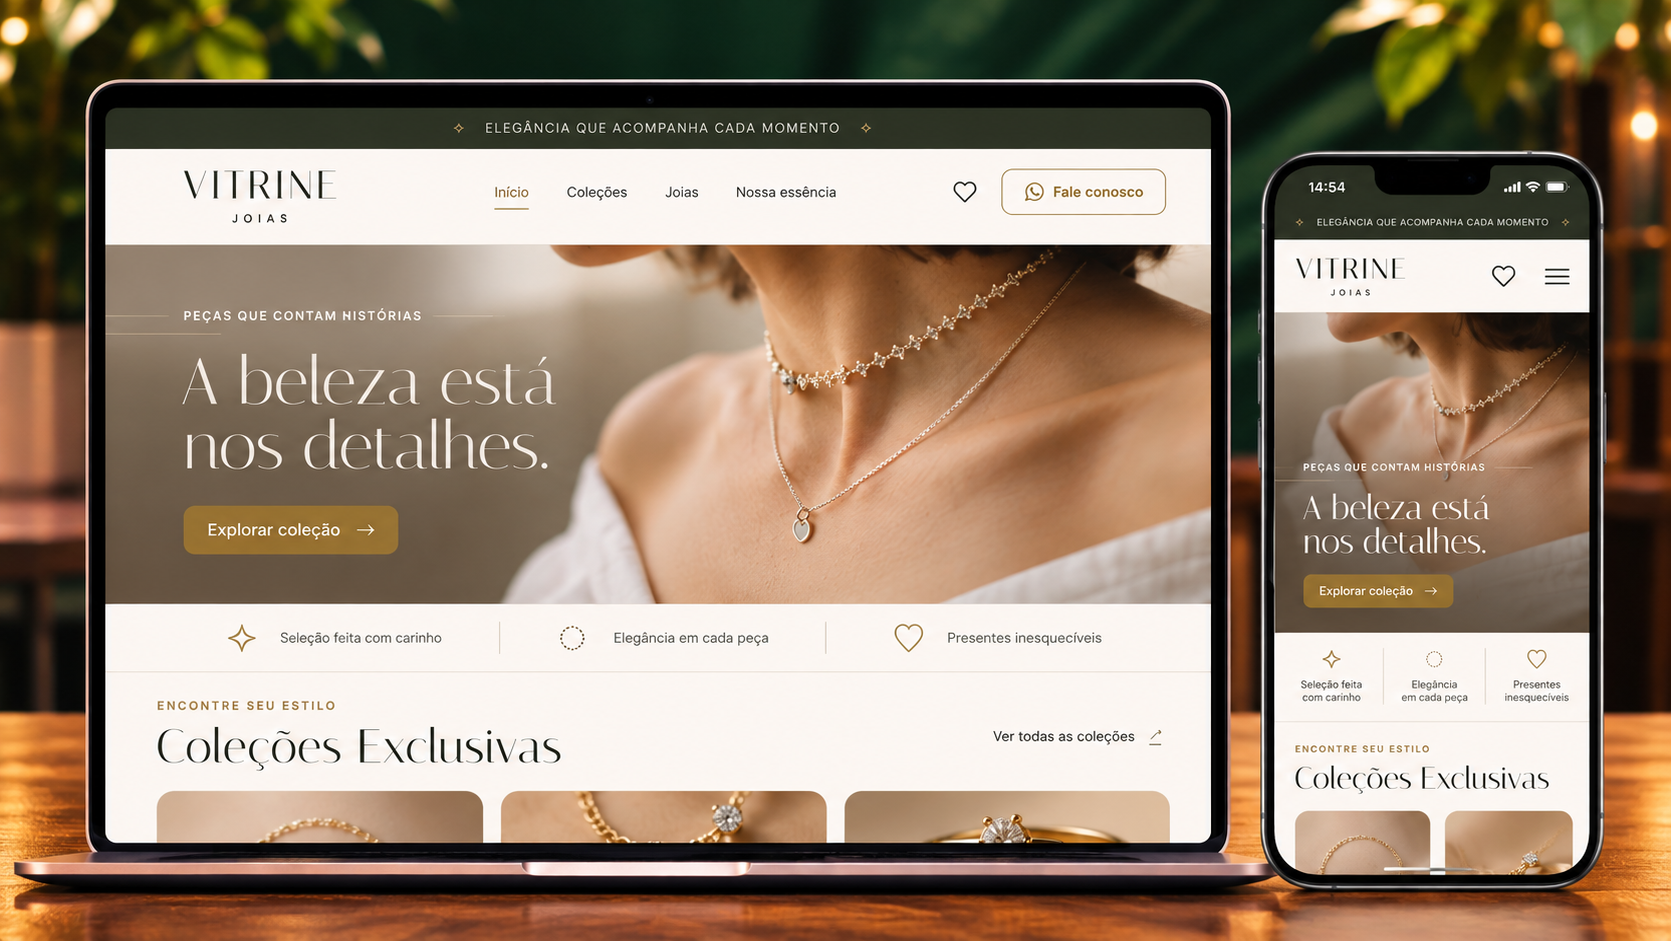 ELEGÂNCIA QUE ACOMPANHA CADA MOMENTO
VITRINE
JOIAS
Início
Coleções
Joias
Nossa essência
Fale conosco
PEÇAS QUE CONTAM HISTÓRIAS
A beleza está
nos detalhes.
Explorar coleção
Seleção feita com carinho
Elegância em cada peça
Presentes inesquecíveis
ENCONTRE SEU ESTILO
Coleções Exclusivas
Ver todas as coleções
14:54
ELEGÂNCIA QUE ACOMPANHA CADA MOMENTO
VITRINE
JOIAS
PEÇAS QUE CONTAM HISTÓRIAS
A beleza está
nos detalhes.
Explorar coleção
Seleção feita
com carinho
Elegância
em cada peça
Presentes
inesquecíveis
ENCONTRE SEU ESTILO
Coleções Exclusivas